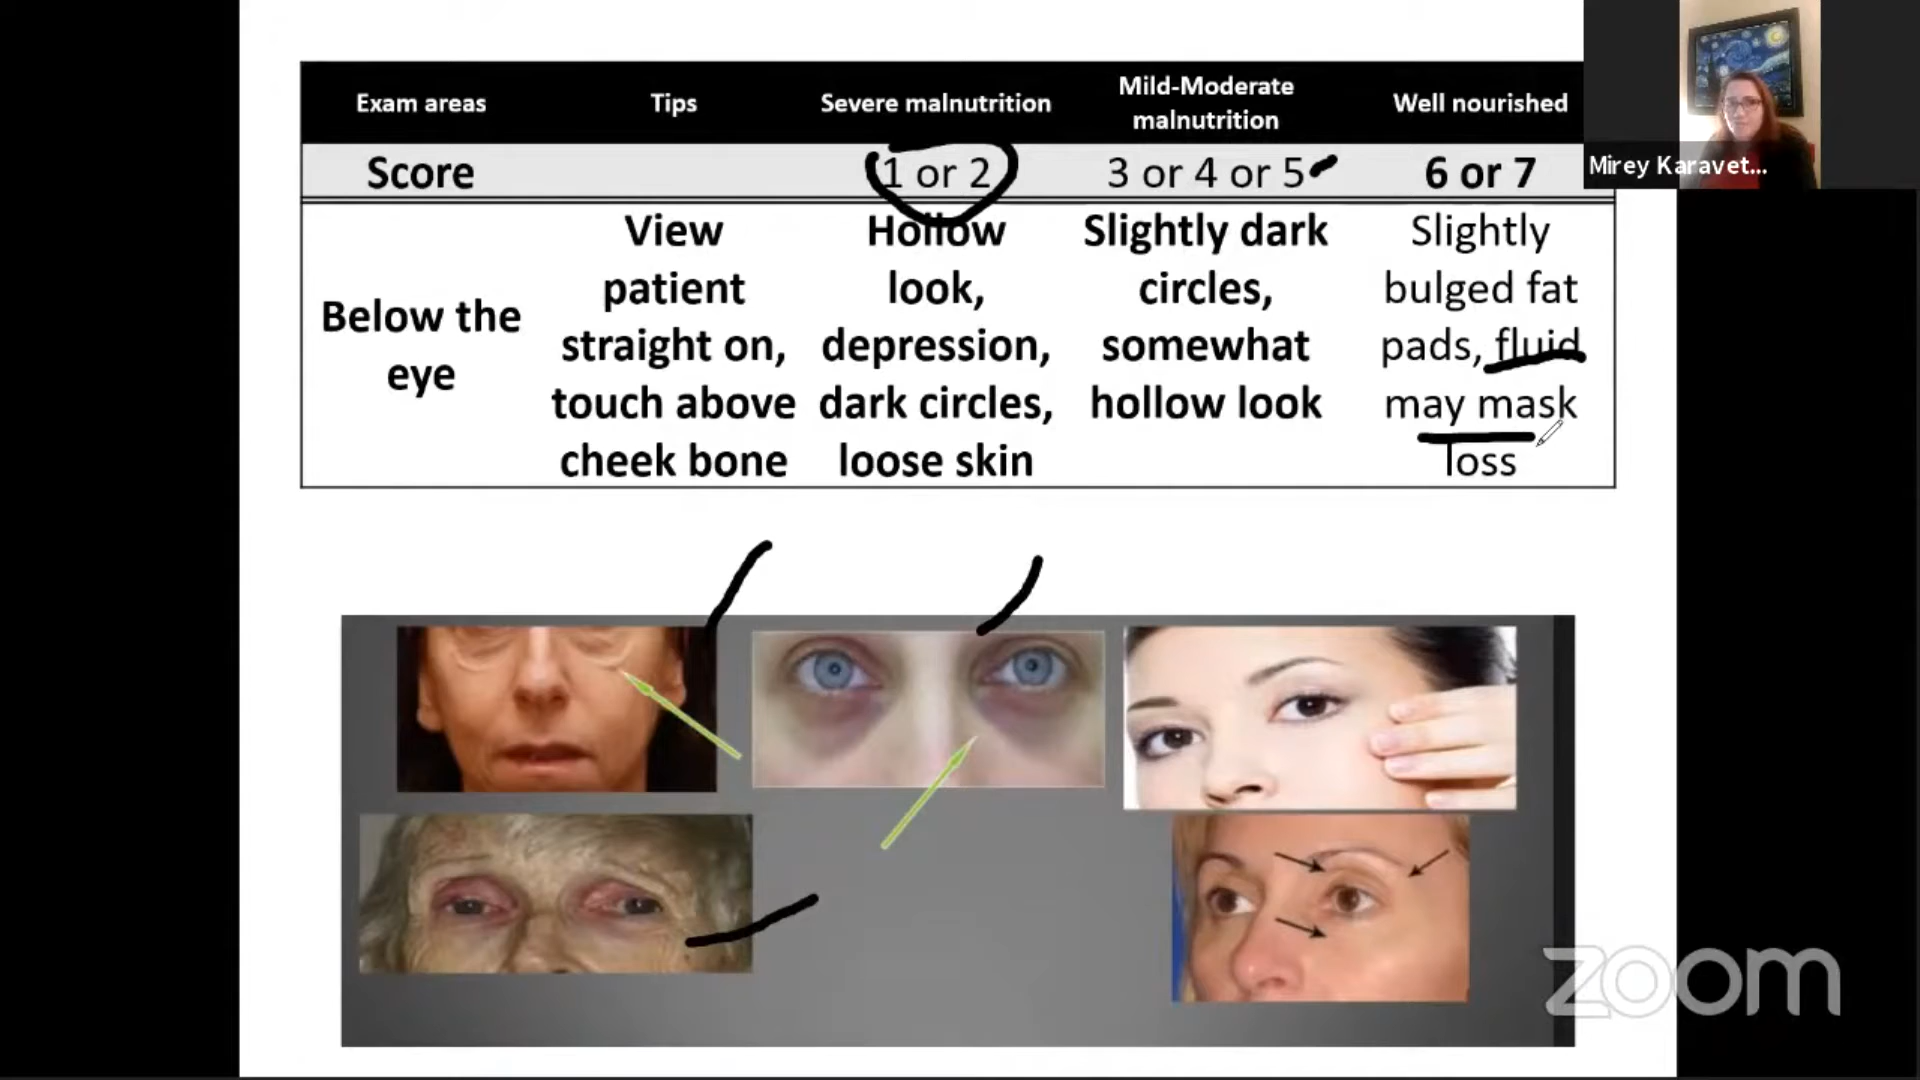 Exam areas
Tips
Severe malnutrition
Mild-Moderate
malnutrition
Well nourished
Score
1 or 2
3 or 4 or 5
6 or 7
Below the
eye
View
patient
straight on,
touch above
cheek bone
Hollow
look,
depression,
dark circles,
loose skin
Slightly dark
circles,
somewhat
hollow look
Slightly
bulged fat
pads, fluid
may mask
loss
Mirey Karavet...
zoom